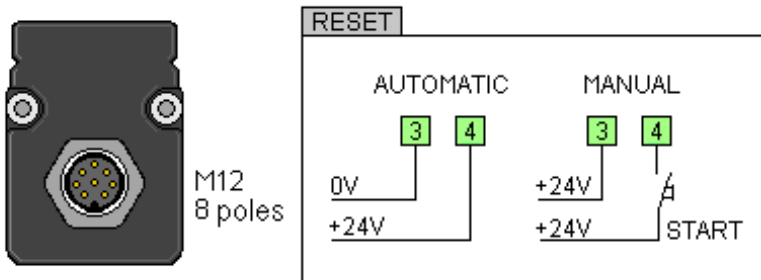 RESET
AUTOMATIC MANUAL
3 4 3 4
M12
8 poles
0V +24V
+24V +24V START